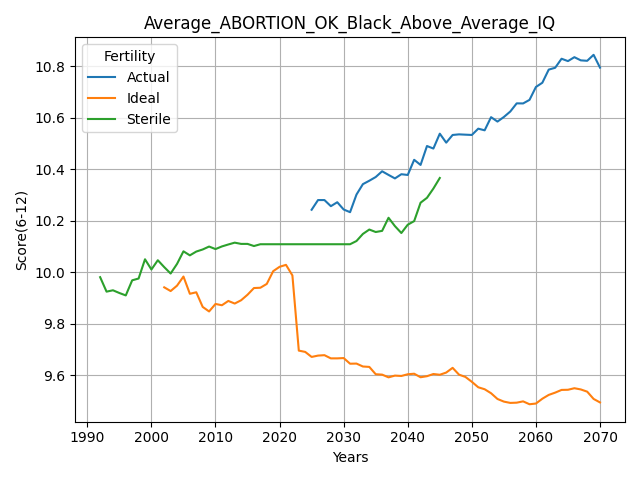 Average_ABORTION_OK_Black_Above_Average_IQ
Fertility
Actual
Ideal
Sterile
Score(6-12)
10.8
10.6
10.4
10.2
10.0
9.8
9.6
1990 2000 2010 2020 2030 2040 2050 2060 2070
Years